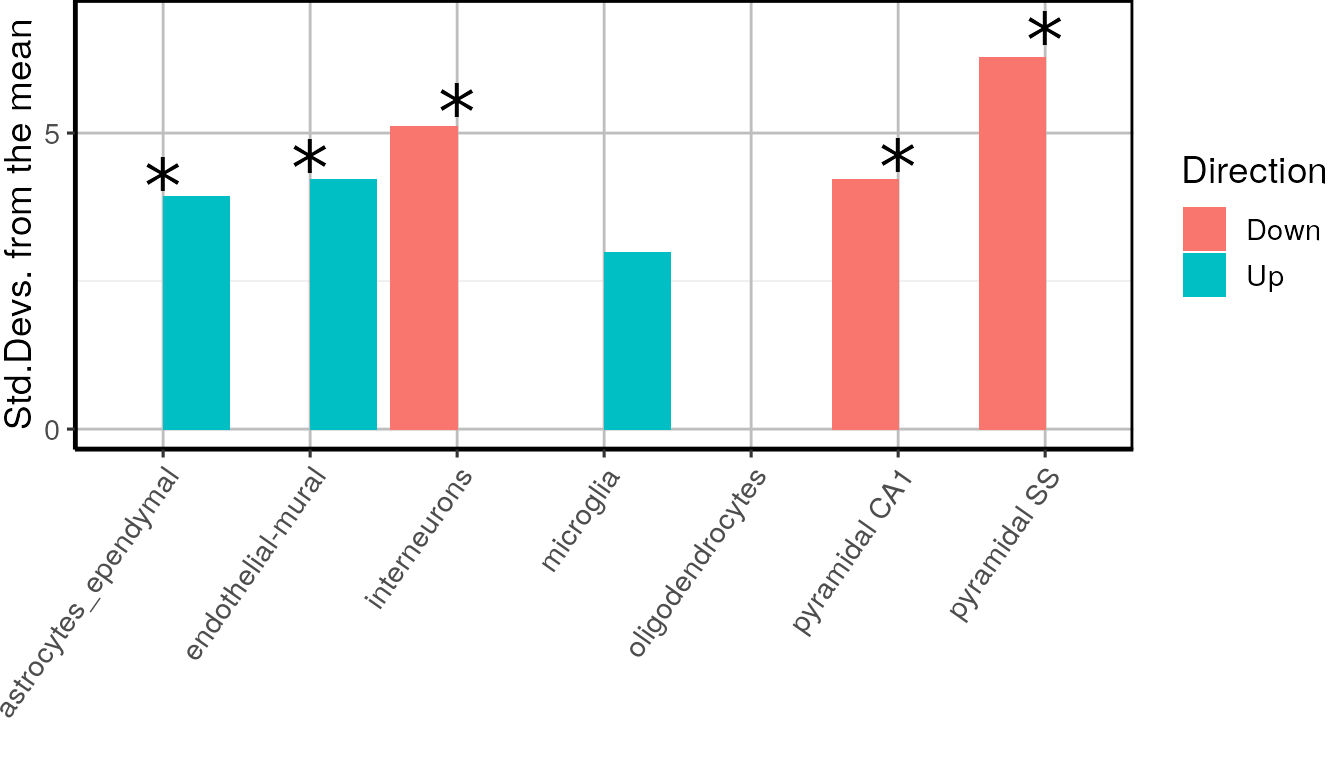 Std.Devs. from the mean
5
0
*
*
*
*
*
astrocytes_ependymal
endothelial-mural
interneurons
microglia
oligodendrocytes
pyramidal CA1
pyramidal SS
Direction
Down
Up